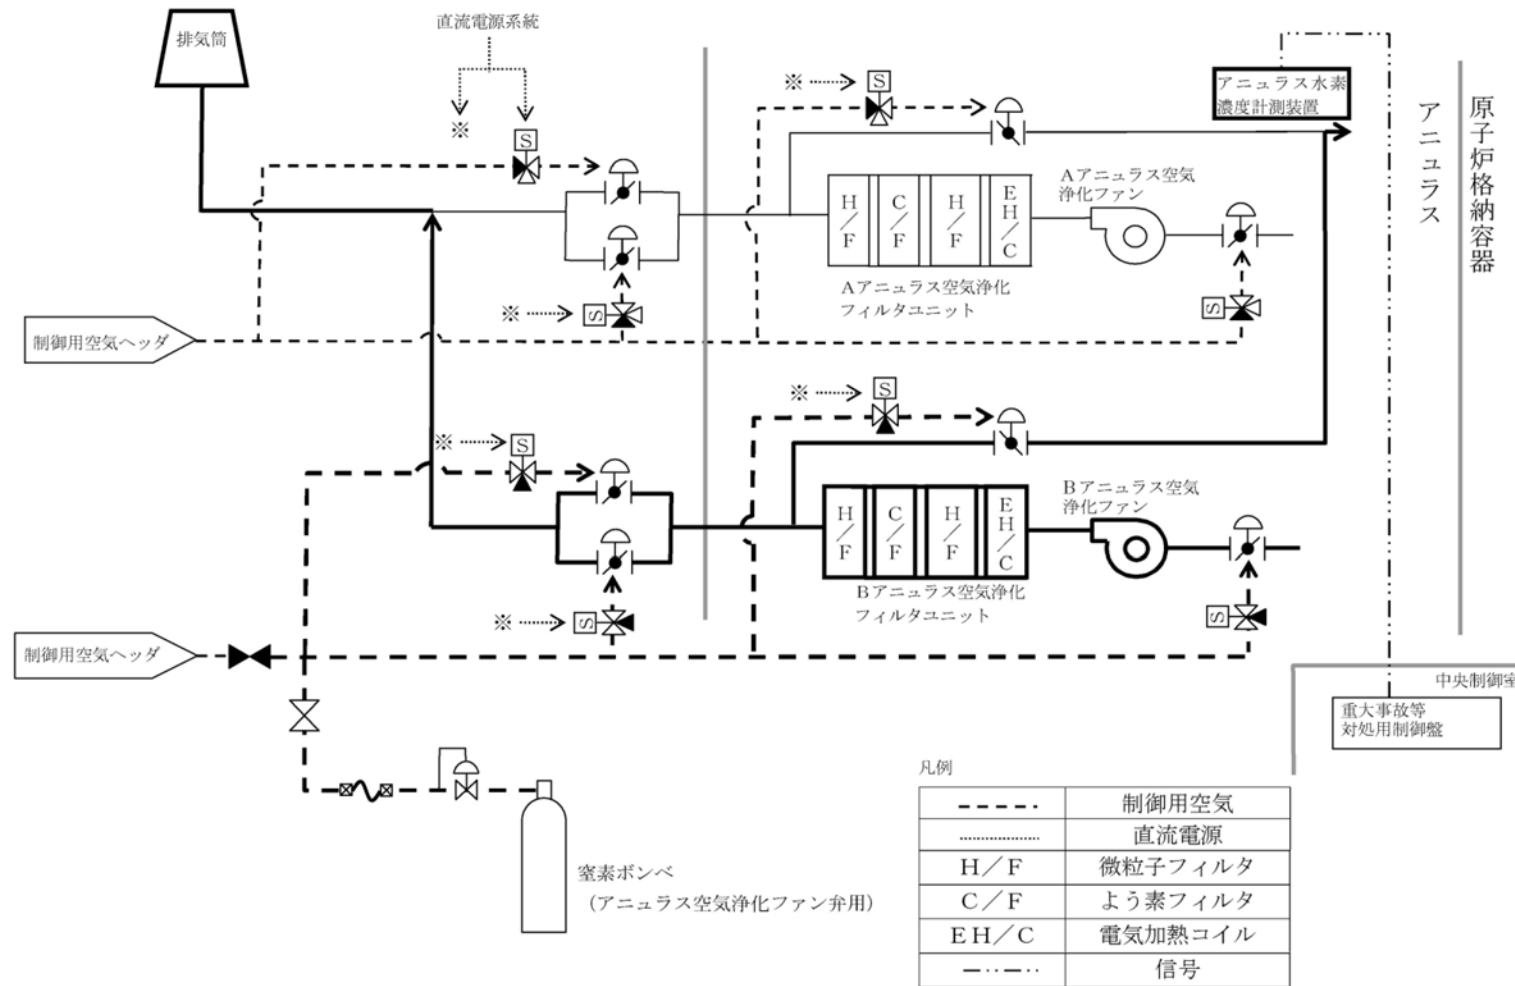 排気筒
直流電源系統
※
※
S
S
アニュラス水素
濃度計測装置
アニュラス
原子炉格納容器
H/F
C/F
H/F
EH/C
Aアニュラス空気
浄化ファン
Aアニュラス空気浄化
フィルタユニット
※
S
S
制御用空気ヘッダ
※
S
※
S
H/F
C/F
H/F
EH/C
Bアニュラス空気
浄化ファン
Bアニュラス空気浄化
フィルタユニット
※
S
S
制御用空気ヘッダ
中央制御室
重大事故等
対処用制御盤
窒素ボンベ
(アニュラス空気浄化ファン弁用)
凡例
制御用空気
直流電源
H/F 微粒子フィルタ
C/F よう素フィルタ
EH/C 電気加熱コイル
信号